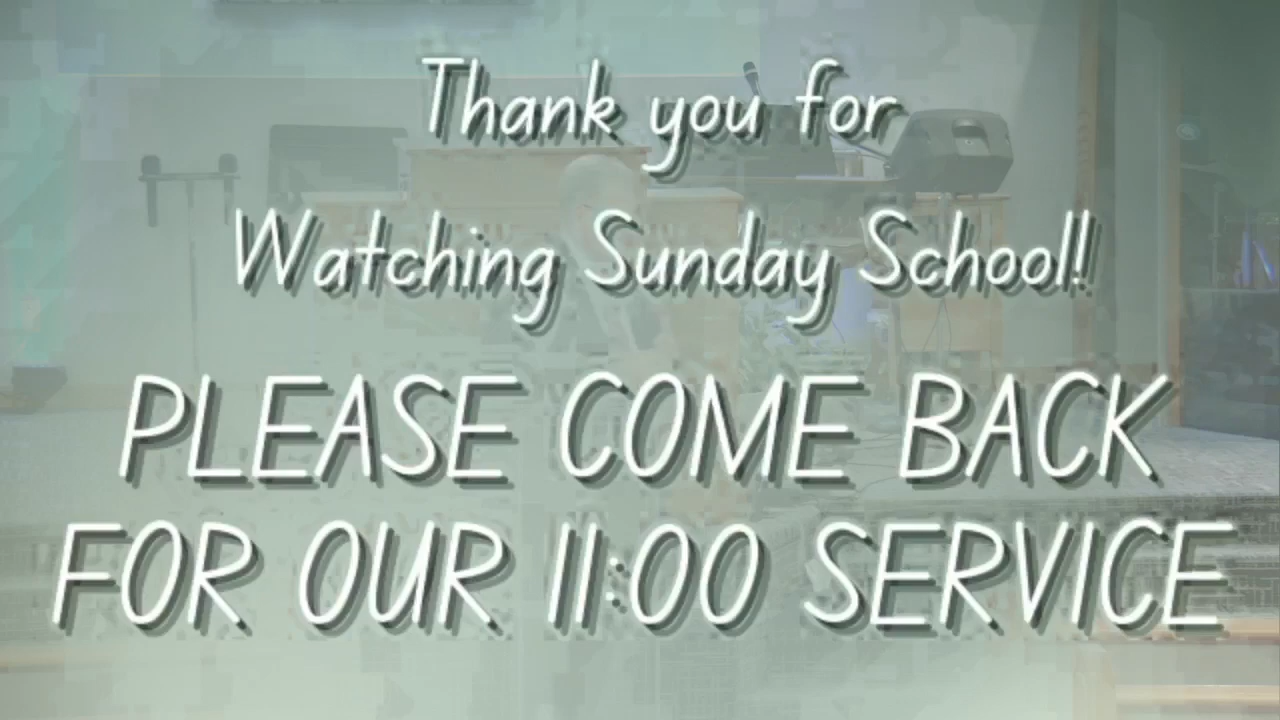 Thank you for
Watching Sunday School!
PLEASE COME BACK
FOR OUR 11:00 SERVICE